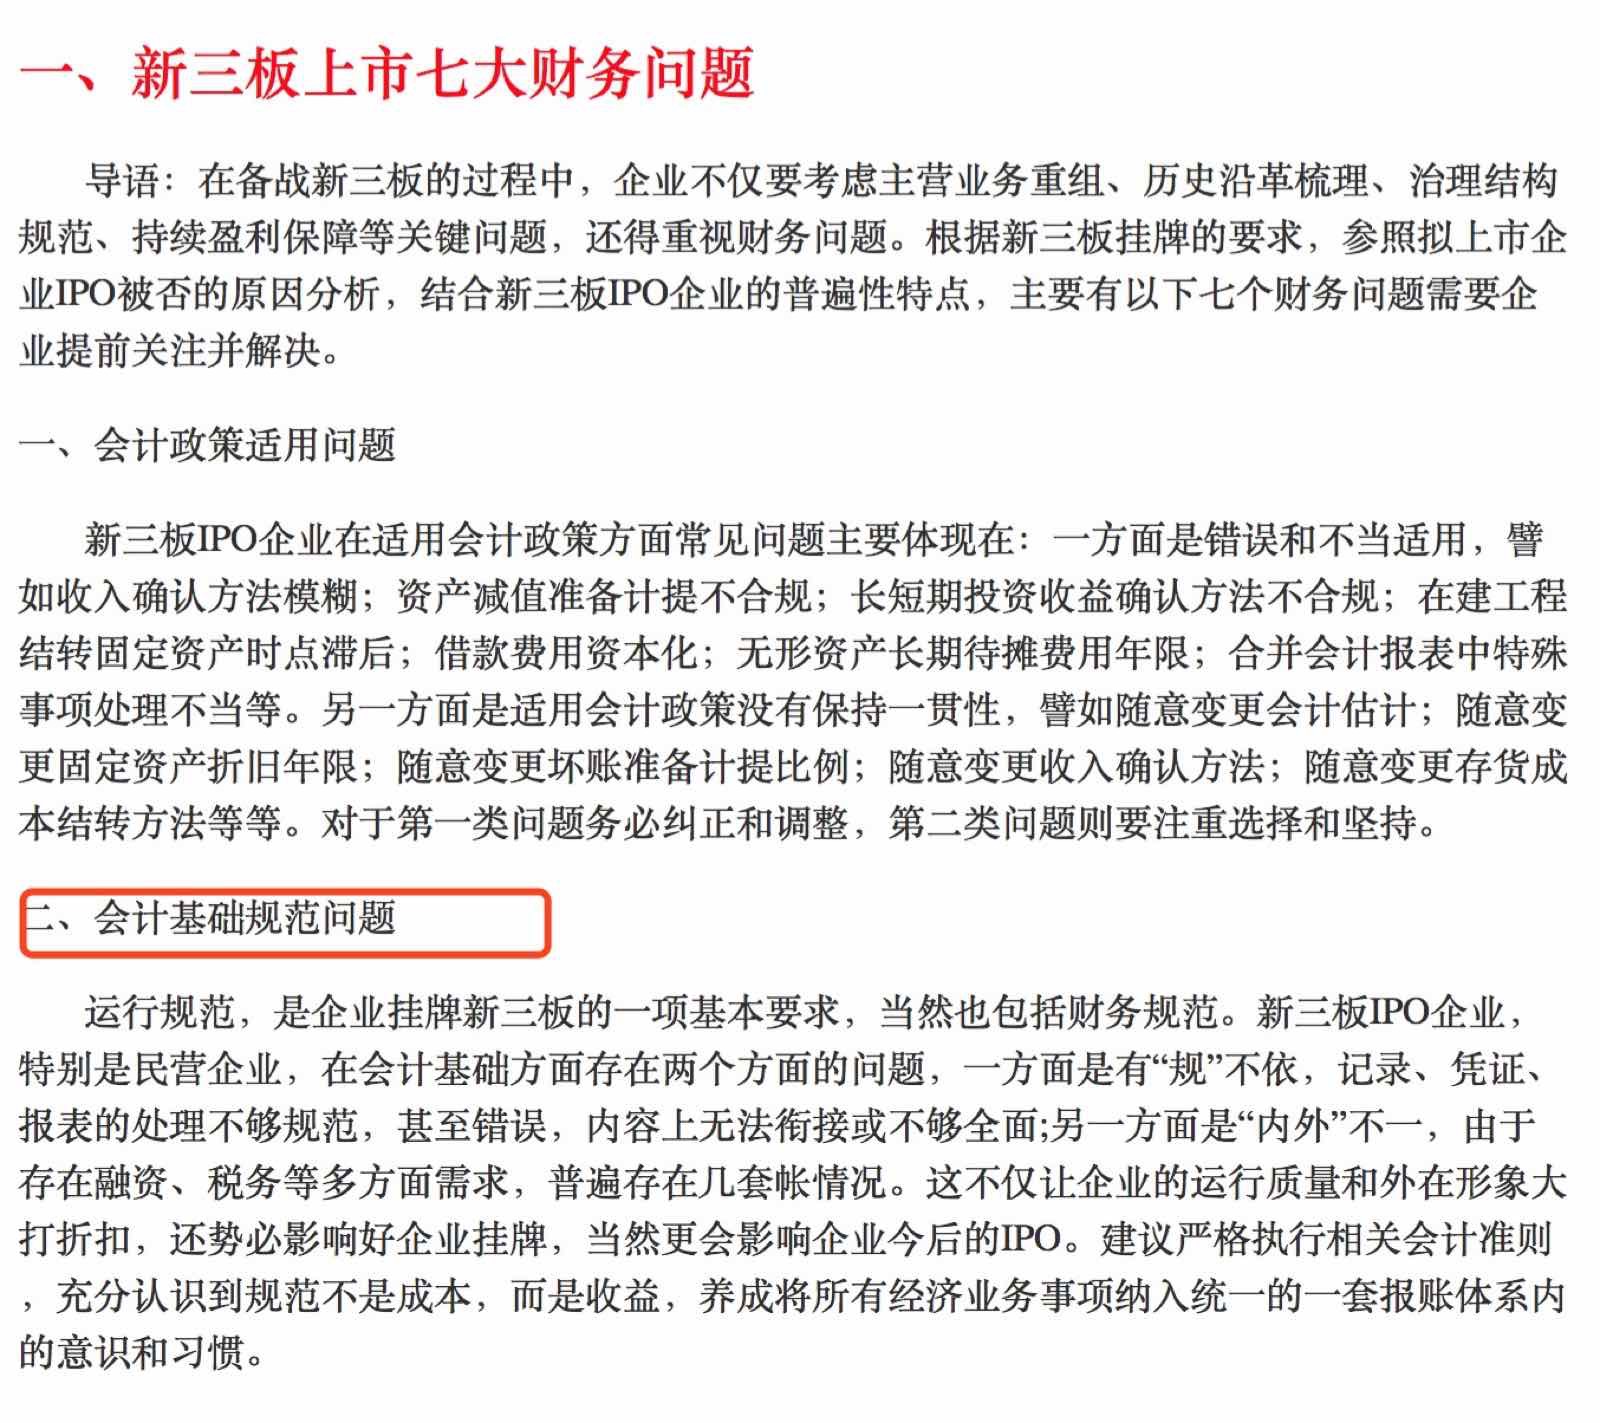 一、新三板上市七大财务问题
导语：在备战新三板的过程中，企业不仅要考虑主营业务重组、历史沿革梳理、治理结构
规范、持续盈利保障等关键问题，还得重视财务问题。根据新三板挂牌的要求，参照拟上市企
业IPO被否的原因分析，结合新三板IPO企业的普遍性特点，主要有以下七个财务问题需要企
业提前关注并解决。
一、会计政策适用问题
新三板IPO企业在适用会计政策方面常见问题主要体现在：一方面是错误和不当适用，譬
如收入确认方法模糊；资产减值准备计提不合规；长短期投资收益确认方法不合规；在建工程
结转固定资产时点滞后；借款费用资本化；无形资产长期待摊费用年限；合并会计报表中特殊
事项处理不当等。另一方面是适用会计政策没有保持一贯性，譬如随意变更会计估计；随意变
更固定资产折旧年限；随意变更坏账准备计提比例；随意变更收入确认方法；随意变更存货成
本结转方法等等。对于第一类问题务必纠正和调整，第二类问题则要注重选择和坚持。
二、会计基础规范问题
运行规范，是企业挂牌新三板的一项基本要求，当然也包括财务规范。新三板IPO企业，
特别是民营企业，在会计基础方面存在两个方面的问题，一方面是有“规”不依，记录、凭证、
报表的处理不够规范，甚至错误，内容上无法衔接或不够全面;另一方面是“内外”不一，由于
存在融资、税务等多方面需求，普遍存在几套帐情况。这不仅让企业的运行质量和外在形象大
打折扣，还势必影响好企业挂牌，当然更会影响企业今后的IPO。建议严格执行相关会计准则
，充分认识到规范不是成本，而是收益，养成将所有经济业务事项纳入统一的一套报账体系内
的意识和习惯。